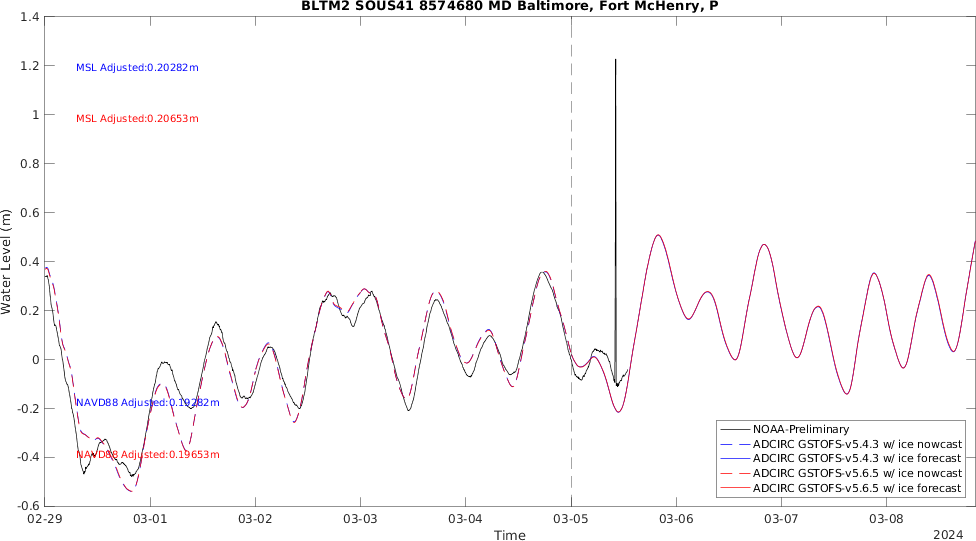 BLTM2 SOUS41 8574680 MD Baltimore, Fort McHenry, P
1.4
1.2
1
0.8
0.6
0.4
0.2
0
-0.2
-0.4
-0.6
Water Level (m)
MSL Adjusted:0.20282m
MSL Adjusted:0.20653m
NAVD88 Adjusted:0.19282m
NAVD88 Adjusted:0.19653m
NOAA-Preliminary
ADCIRC GSTOFS-v5.4.3 w/ ice nowcast
ADCIRC GSTOFS-v5.4.3 w/ ice forecast
ADCIRC GSTOFS-v5.6.5 w/ ice nowcast
ADCIRC GSTOFS-v5.6.5 w/ ice forecast
02-29 03-01 03-02 03-03 03-04 03-05 03-06 03-07 03-08
Time
2024